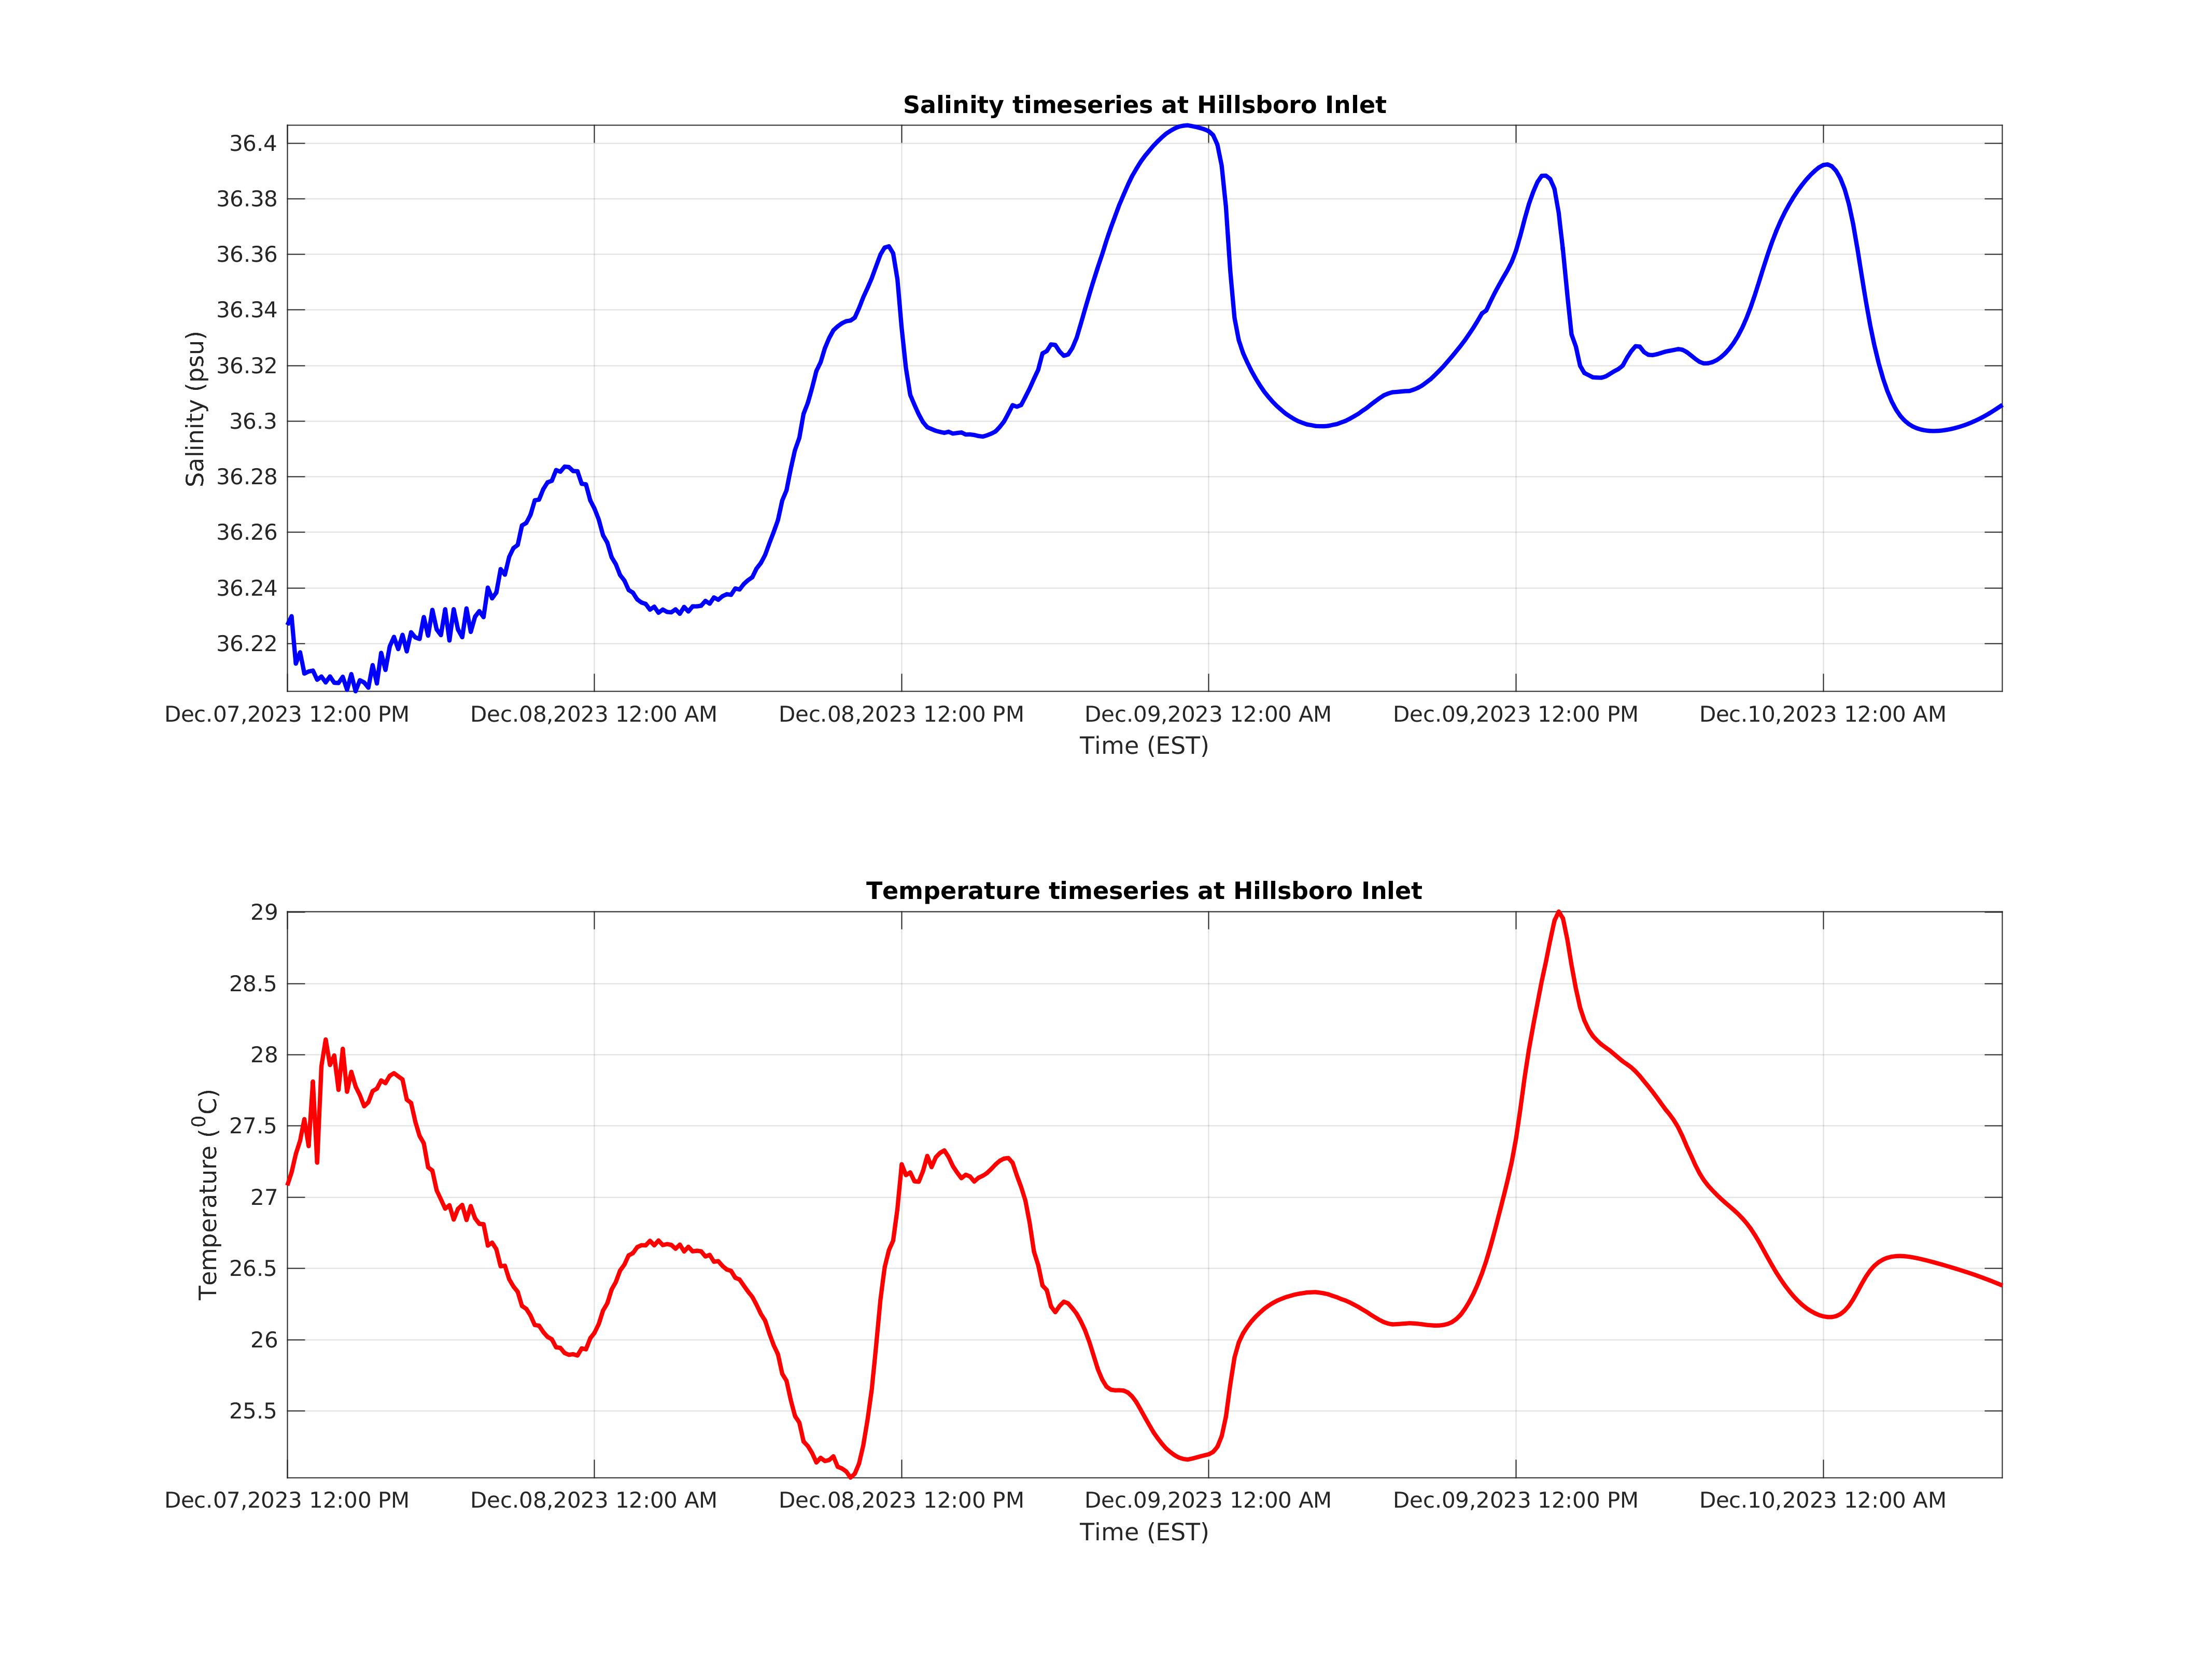 Salinity timeseries at Hillsboro Inlet
36.4
36.38
36.36
36.34
36.32
36.3
36.28
36.26
36.24
36.22
Salinity (psu)
Dec.07,2023 12:00 PM Dec.08,2023 12:00 AM Dec.08,2023 12:00 PM Dec.09,2023 12:00 AM Dec.09,2023 12:00 PM Dec.10,2023 12:00 AM
Time (EST)
Temperature timeseries at Hillsboro Inlet
29
28.5
28
27.5
27
26.5
26
25.5
Temperature (⁰C)
Dec.07,2023 12:00 PM Dec.08,2023 12:00 AM Dec.08,2023 12:00 PM Dec.09,2023 12:00 AM Dec.09,2023 12:00 PM Dec.10,2023 12:00 AM
Time (EST)